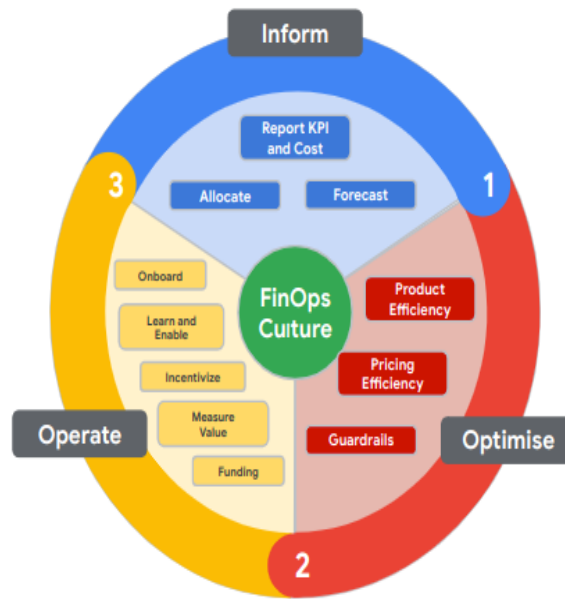 Inform
Report KPI
and Cost
Allocate
Forecast
1
3
Onboard
Learn and
Enable
Incentivize
Measure
Value
Funding
FinOps
Culture
Product
Efficiency
Pricing
Efficiency
Guardrails
Operate
Optimise
2